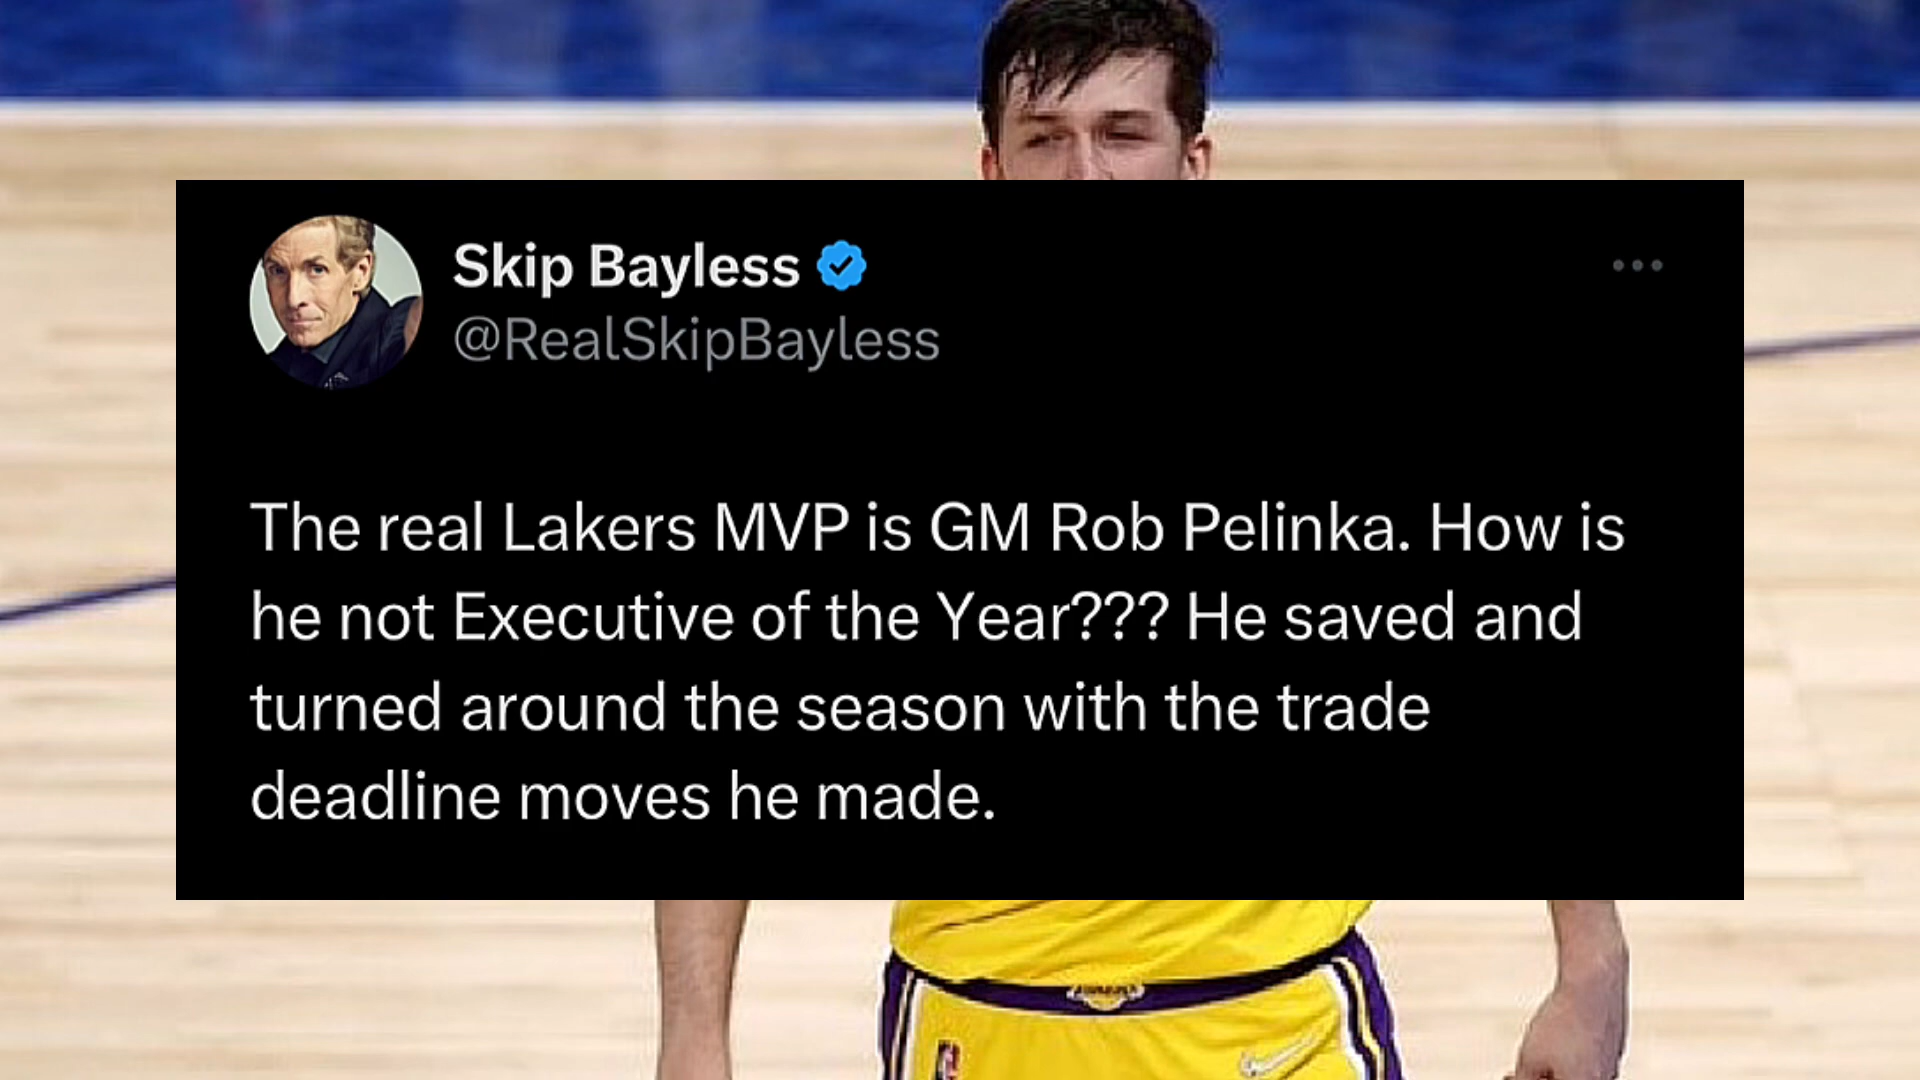 Skip Bayless
@RealSkipBayless
The real Lakers MVP is GM Rob Pelinka. How is
he not Executive of the Year??? He saved and
turned around the season with the trade
deadline moves he made.